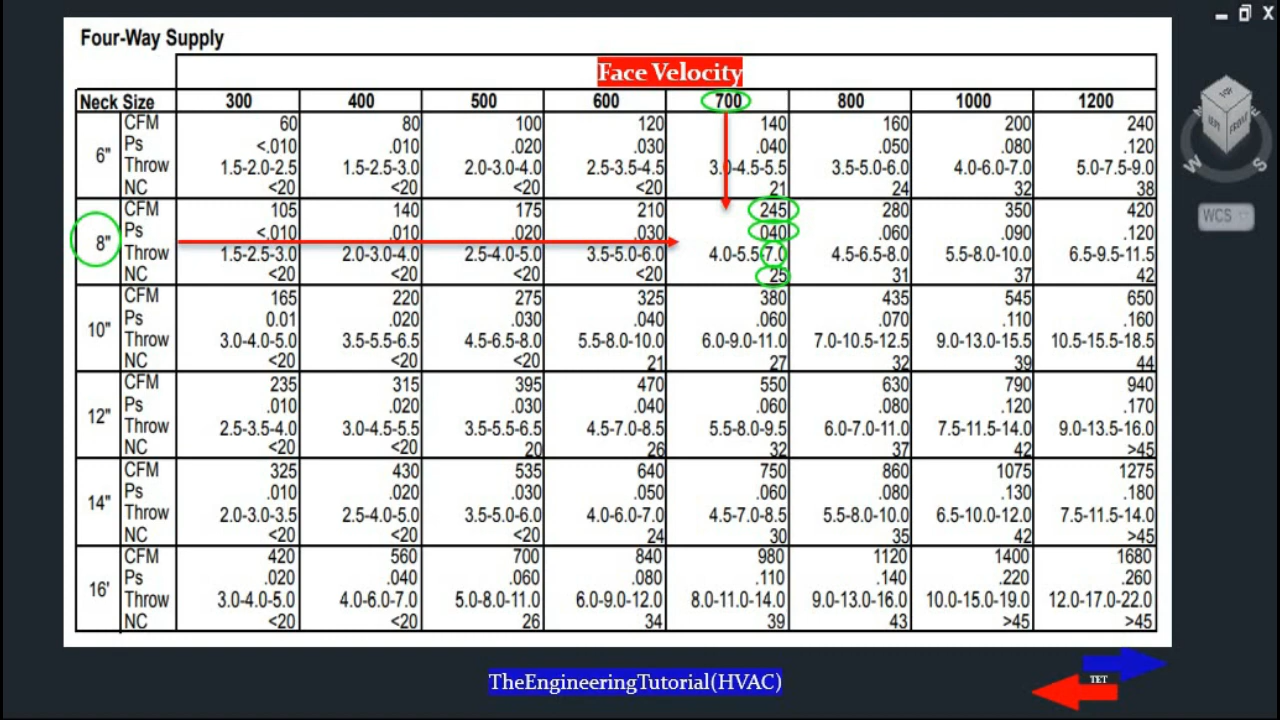 Four-Way Supply
Face Velocity
Neck Size 300 400 500 600 700 800 1000 1200
6"
CFM 60 80 100 120 140 160 200 240
Ps <.010 .010 .020 .030 .040 .050 .080 .120
Throw 1.5-2.0-2.5 1.5-2.5-3.0 2.0-3.0-4.0 2.5-3.5-4.5 3.0-4.5-5.5 3.5-5.0-6.0 4.0-6.0-7.0 5.0-7.5-9.0
NC <20 <20 <20 <20 21 24 32 38
8"
CFM 105 140 175 210 245 280 350 420
Ps <.010 .010 .020 .030 .040 .060 .090 .120
Throw 1.5-2.5-3.0 2.0-3.0-4.0 2.5-4.0-5.0 3.5-5.0-6.0 4.0-5.5-7.0 4.5-6.5-8.0 5.5-8.0-10.0 6.5-9.5-11.5
NC <20 <20 <20 <20 25 31 37 42
10"
CFM 165 220 275 325 380 435 545 650
Ps 0.01 .020 .030 .040 .060 .070 .110 .160
Throw 3.0-4.0-5.0 3.5-5.5-6.5 4.5-6.5-8.0 5.5-8.0-10.0 6.0-9.0-11.0 7.0-10.5-12.5 9.0-13.0-15.5 10.5-15.5-18.5
NC <20 <20 <20 21 27 32 39 44
12"
CFM 235 315 395 470 550 630 790 940
Ps .010 .020 .030 .040 .060 .080 .120 .170
Throw 2.5-3.5-4.0 3.0-4.5-5.5 3.5-5.5-6.5 4.5-7.0-8.5 5.5-8.0-9.5 6.0-7.0-11.0 7.5-11.5-14.0 9.0-13.5-16.0
NC <20 <20 20 26 32 37 42 >45
14"
CFM 325 430 535 640 750 860 1075 1275
Ps .010 .020 .030 .050 .060 .080 .130 .180
Throw 2.0-3.0-3.5 2.5-4.0-5.0 3.5-5.0-6.0 4.0-6.0-7.0 4.5-7.0-8.5 5.5-8.0-10.0 6.5-10.0-12.0 7.5-11.5-14.0
NC <20 <20 <20 24 30 35 42 >45
16'
CFM 420 560 700 840 980 1120 1400 1680
Ps .020 .040 .060 .080 .110 .140 .220 .260
Throw 3.0-4.0-5.0 4.0-6.0-7.0 5.0-8.0-11.0 6.0-9.0-12.0 8.0-11.0-14.0 9.0-13.0-16.0 10.0-15.0-19.0 12.0-17.0-22.0
NC <20 <20 26 34 39 43 >45 >45
TheEngineeringTutorial(HVAC)
TET
TOP
LEFT
FRONT
N
E
W
S
WCS